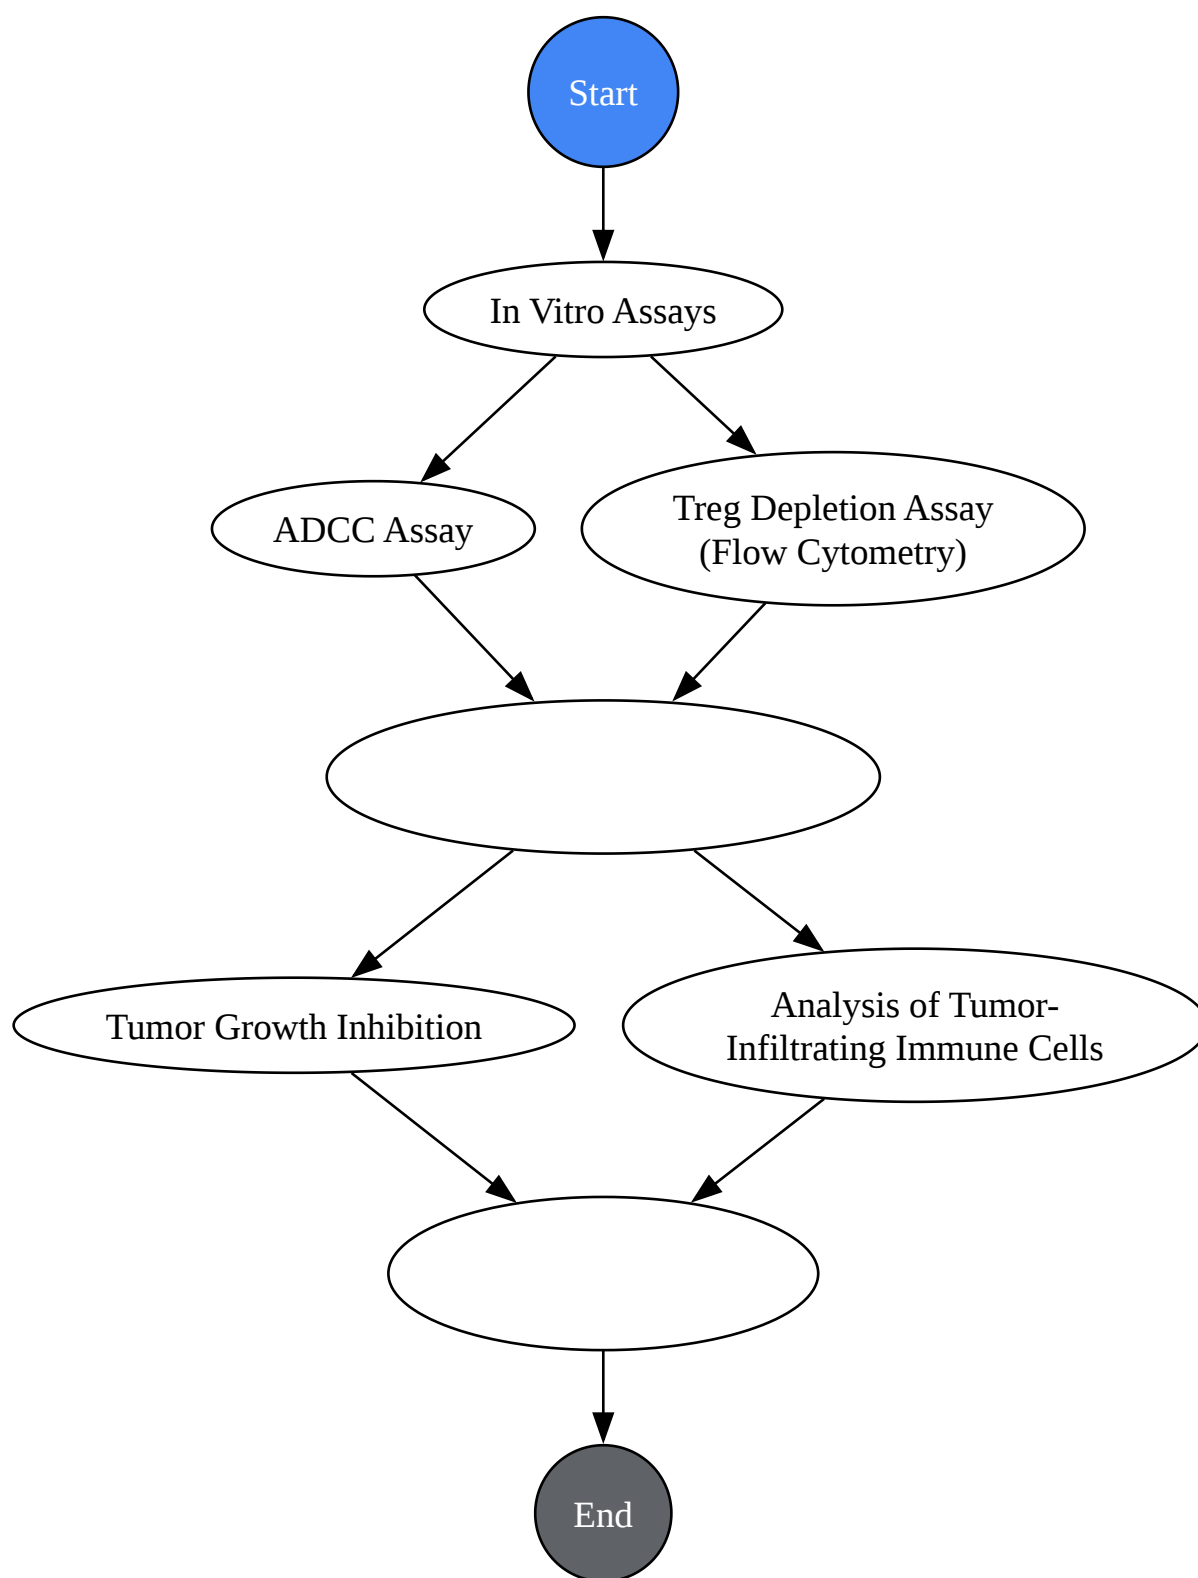 Start
In Vitro Assays
ADCC Assay
Treg Depletion Assay
(Flow Cytometry)
Tumor Growth Inhibition
Analysis of Tumor-
Infiltrating Immune Cells
End